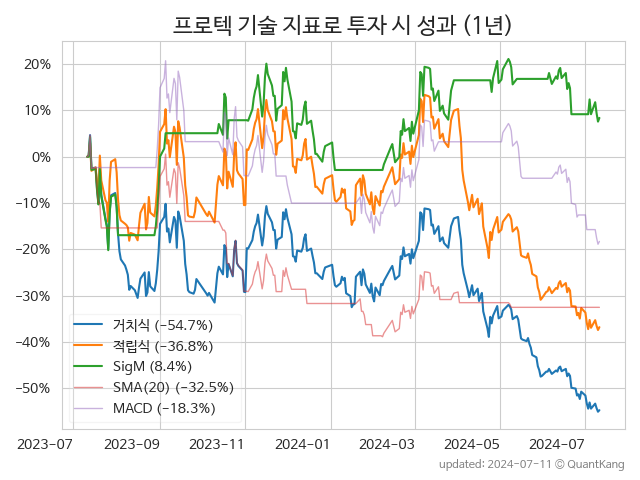 프로텍 기술 지표로 투자 시 성과 (1년)
20%
10%
0%
−10%
−20%
−30%
−40%
−50%
거치식 (−54.7%)
적립식 (−36.8%)
SigM (8.4%)
SMA(20) (−32.5%)
MACD (−18.3%)
2023-07
2023-09
2023-11
2024-01
2024-03
2024-05
2024-07
updated: 2024-07-11 © QuantKang